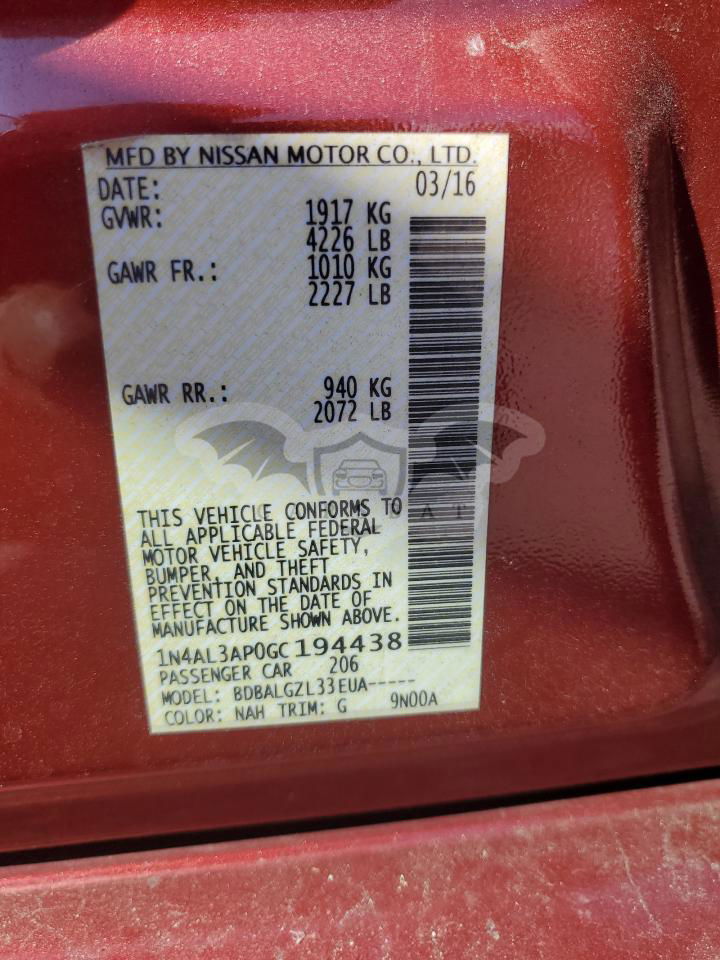 MFD BY NISSAN MOTOR CO., LTD.
DATE: 03/16
GVWR: 1917 KG
4226 LB
GAWR FR.: 1010 KG
2227 LB
GAWR RR.: 940 KG
2072 LB
THIS VEHICLE CONFORMS TO
ALL APPLICABLE FEDERAL
MOTOR VEHICLE SAFETY,
BUMPER, AND THEFT
PREVENTION STANDARDS IN
EFFECT ON THE DATE OF
MANUFACTURE SHOWN ABOVE.
1N4AL3AP0GC194438
PASSENGER CAR 206
MODEL: BDBALGZL33EUA-----
COLOR: NAH TRIM: G 9N00A